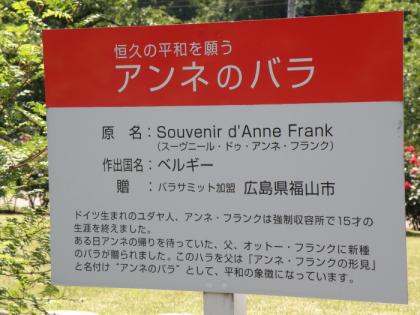 恒久の平和を願う
アンネのバラ
原 名：Souvenir d'Anne Frank
（スーヴニール・ドゥ・アンネ・フランク）
作出国名：ベルギー
贈 ：バラサミット加盟 広島県福山市
ドイツ生まれのユダヤ人、アンネ・フランクは強制収容所で15才の
生涯を終えました。
ある日アンネの帰りを待っていた、父、オットー・フランクに新種
のバラが贈られました。このハラを父は「アンネ・フランクの形見」
と名付け"アンネのバラ"として、平和の象徴になっています。